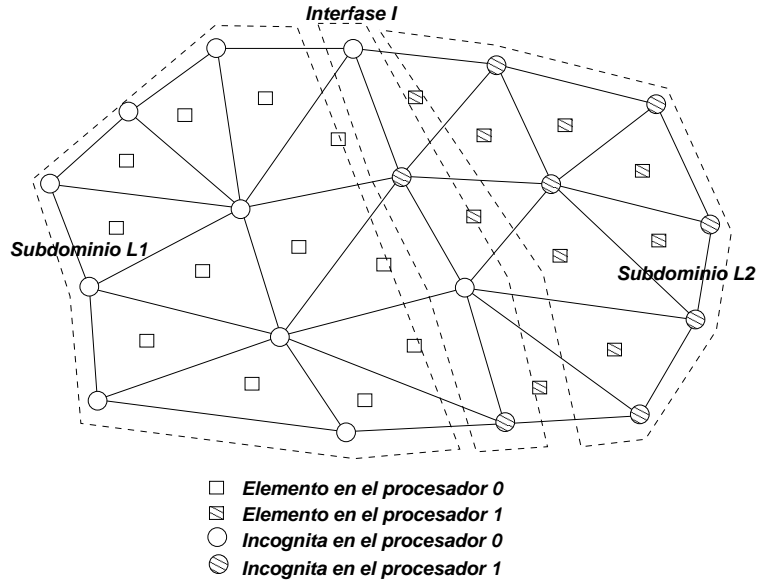 Interfase I
Subdominio L1
Subdominio L2
Elemento en el procesador 0
Elemento en el procesador 1
Incognita en el procesador 0
Incognita en el procesador 1